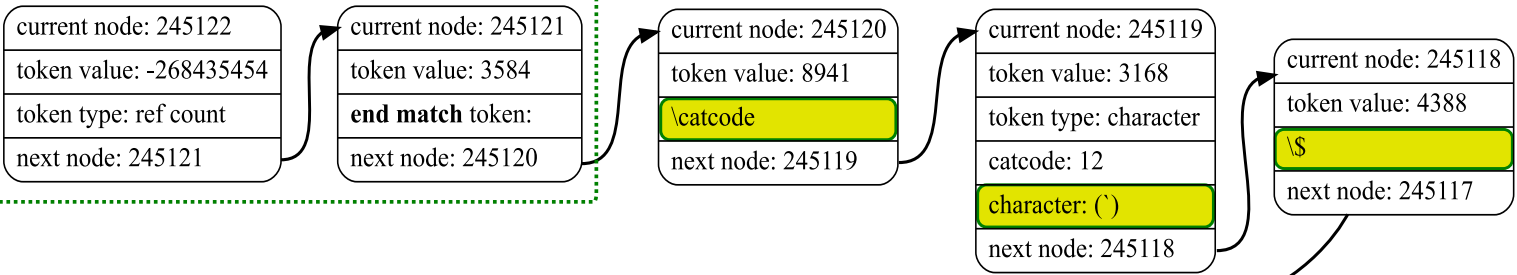 current node: 245122
token value: -268435454
token type: ref count
next node: 245121
current node: 245121
token value: 3584
end match token:
next node: 245120
current node: 245120
token value: 8941
\catcode
next node: 245119
current node: 245119
token value: 3168
token type: character
catcode: 12
character: (`)
next node: 245118
current node: 245118
token value: 4388
\$
next node: 245117